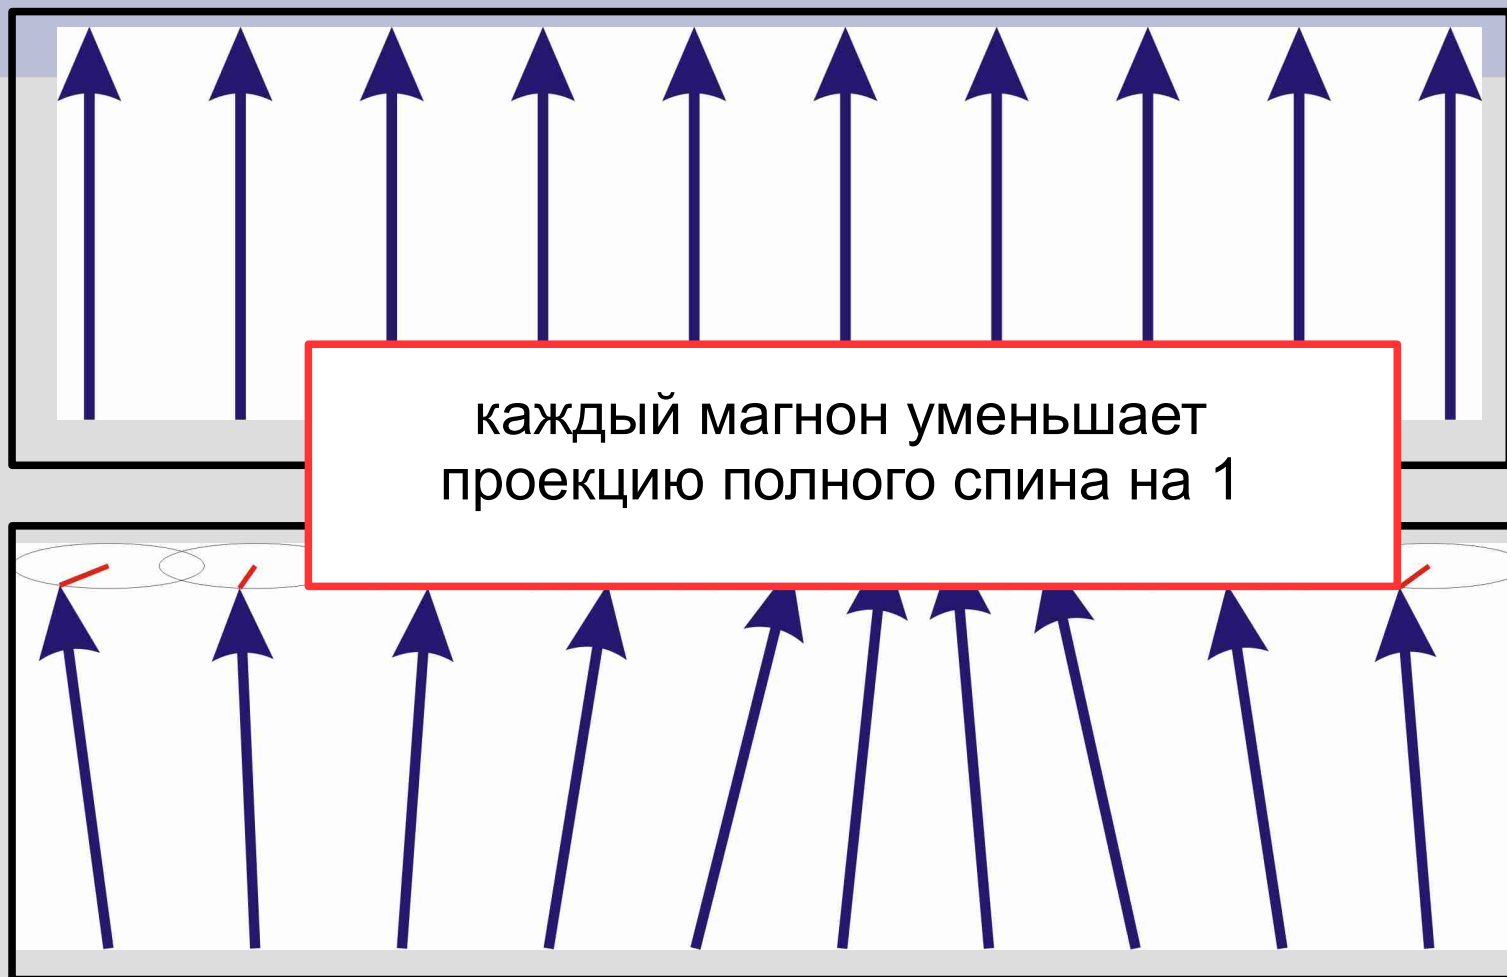 каждый магнон уменьшает
проекцию полного спина на 1